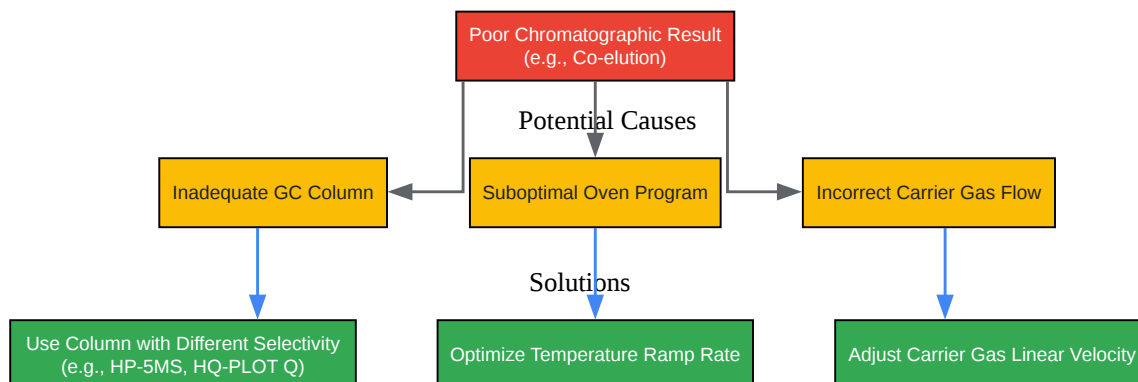 Poor Chromatographic Result
(e.g., Co-elution)
Potential Causes
Inadequate GC Column
Suboptimal Oven Program
Incorrect Carrier Gas Flow
Solutions
Use Column with Different Selectivity
(e.g., HP-5MS, HQ-PLOT Q)
Optimize Temperature Ramp Rate
Adjust Carrier Gas Linear Velocity